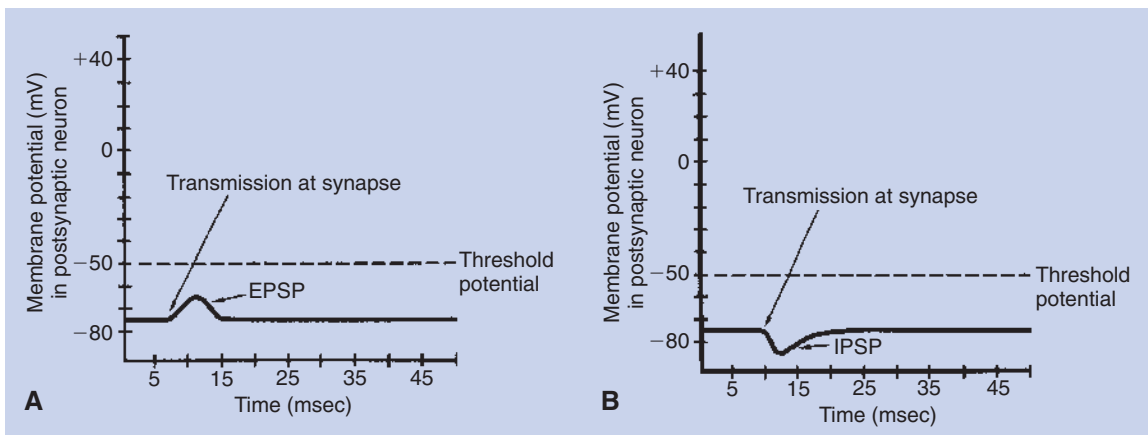 Membrane potential (mV)
in postsynaptic neuron
+40
0
−50
−80
Transmission at synapse
Threshold
potential
EPSP
5 15 25 35 45
Time (msec)
A
Membrane potential (mV)
in postsynaptic neuron
+40
0
−50
−80
Transmission at synapse
Threshold
potential
IPSP
5 15 25 35 45
Time (msec)
B